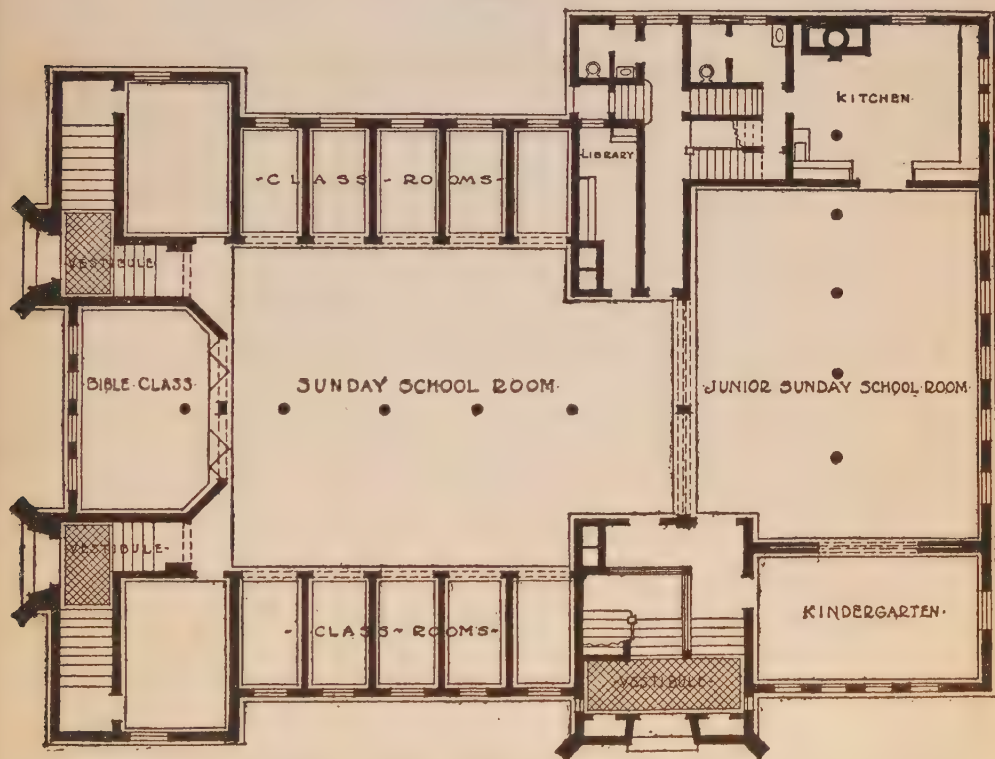 KITCHEN.
LIBRARY
- CLASS - ROOMS -
VESTIBULE
BIBLE CLASS.
SUNDAY SCHOOL ROOM.
JUNIOR SUNDAY SCHOOL ROOM.
VESTIBULE.
KINDERGARTEN.
- CLASS - ROOMS -
VESTIBULE